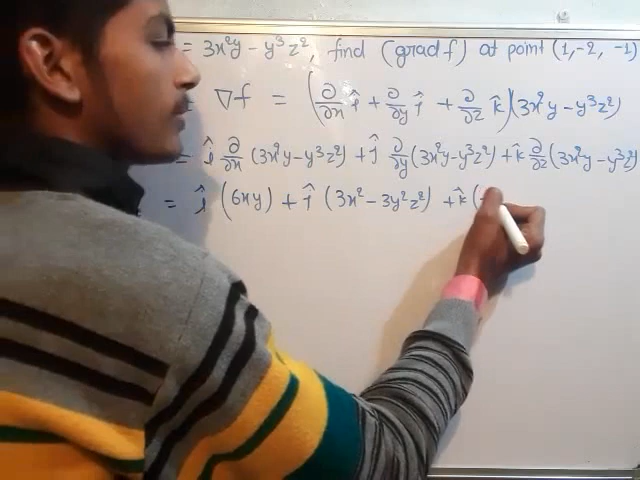 = 3x²y - y³z², find (grad f) at point (1, -2, -1)
∇f = (∂/∂x î + ∂/∂y ĵ + ∂/∂z k̂)(3x²y - y³z²)
= î ∂/∂x (3x²y - y³z²) + ĵ ∂/∂y (3x²y - y³z²) + k̂ ∂/∂z (3x²y - y³z²)
= î (6xy) + ĵ (3x² - 3y²z²) + k̂ (